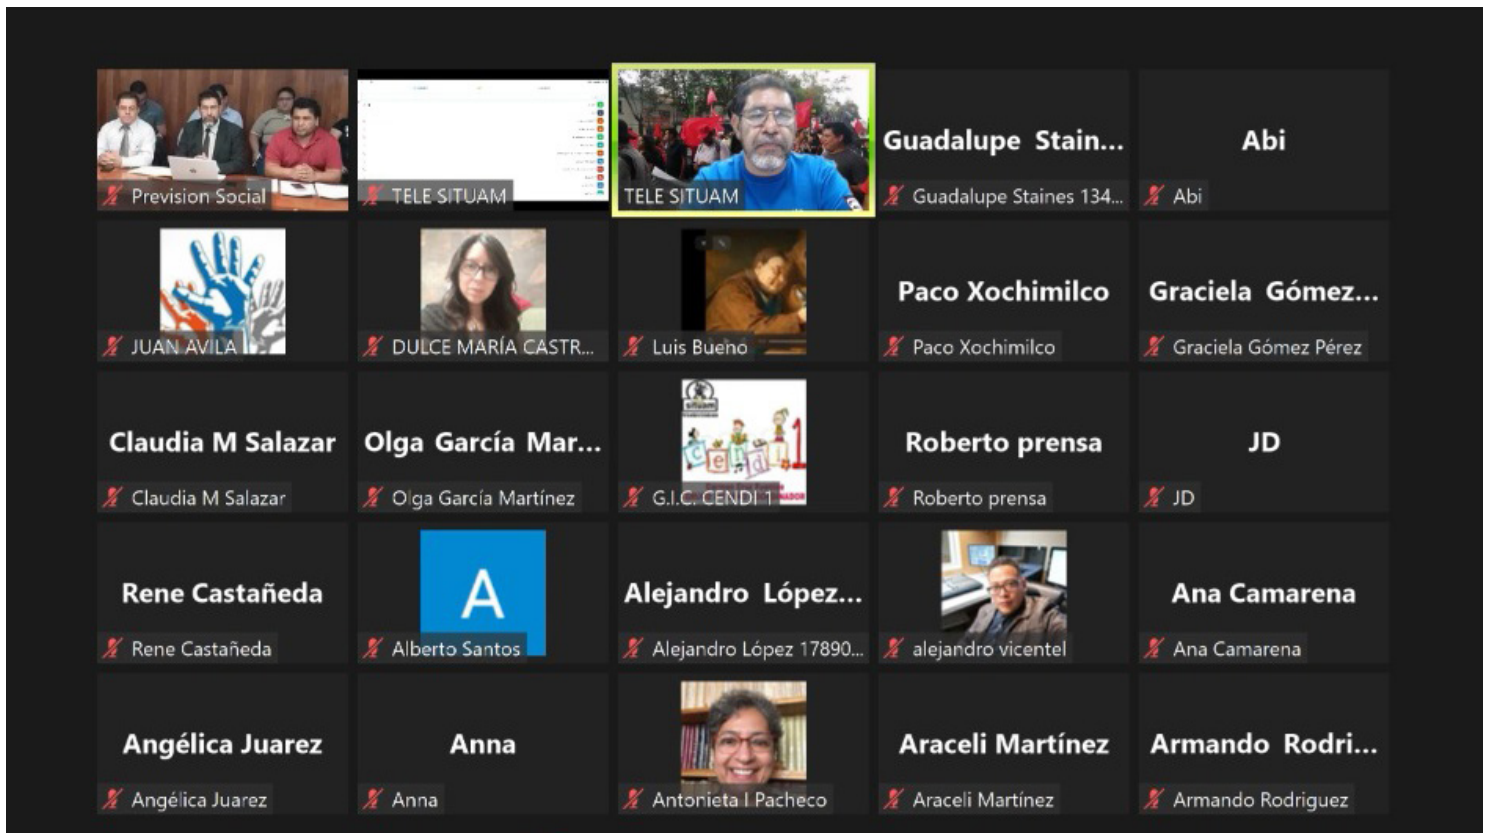 Prevision Social
TELE SITUAM
TELE SITUAM
Guadalupe Stain...
Guadalupe Staines 134...
Abi
Abi
JUAN AVILA
DULCE MARÍA CASTR...
Luis Bueno
Paco Xochimilco
Paco Xochimilco
Graciela Gómez...
Graciela Gómez Pérez
Claudia M Salazar
Claudia M Salazar
Olga García Mar...
Olga García Martínez
situam
cendi 1
G.I.C. CENDI 1
Roberto prensa
Roberto prensa
JD
JD
Rene Castañeda
Rene Castañeda
A
Alberto Santos
Alejandro López...
Alejandro López 17890...
alejandro vicentel
Ana Camarena
Ana Camarena
Angélica Juarez
Angélica Juarez
Anna
Anna
Antonieta I Pacheco
Araceli Martínez
Araceli Martínez
Armando Rodri...
Armando Rodriguez